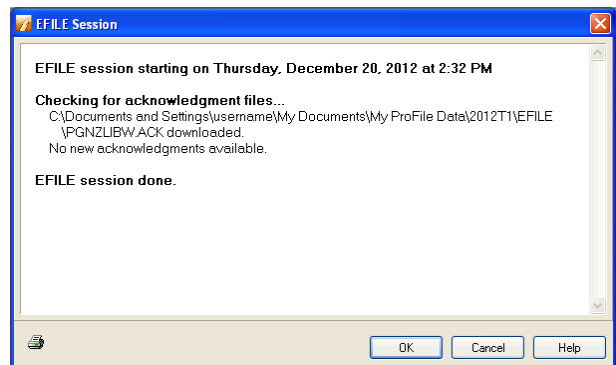 EFILE Session
EFILE session starting on Thursday, December 20, 2012 at 2:32 PM
Checking for acknowledgment files...
C:\Documents and Settings\username\My Documents\My ProFile Data\2012T1\EFILE
\PGNZLIBW.ACK downloaded.
No new acknowledgments available.
EFILE session done.
OK Cancel Help